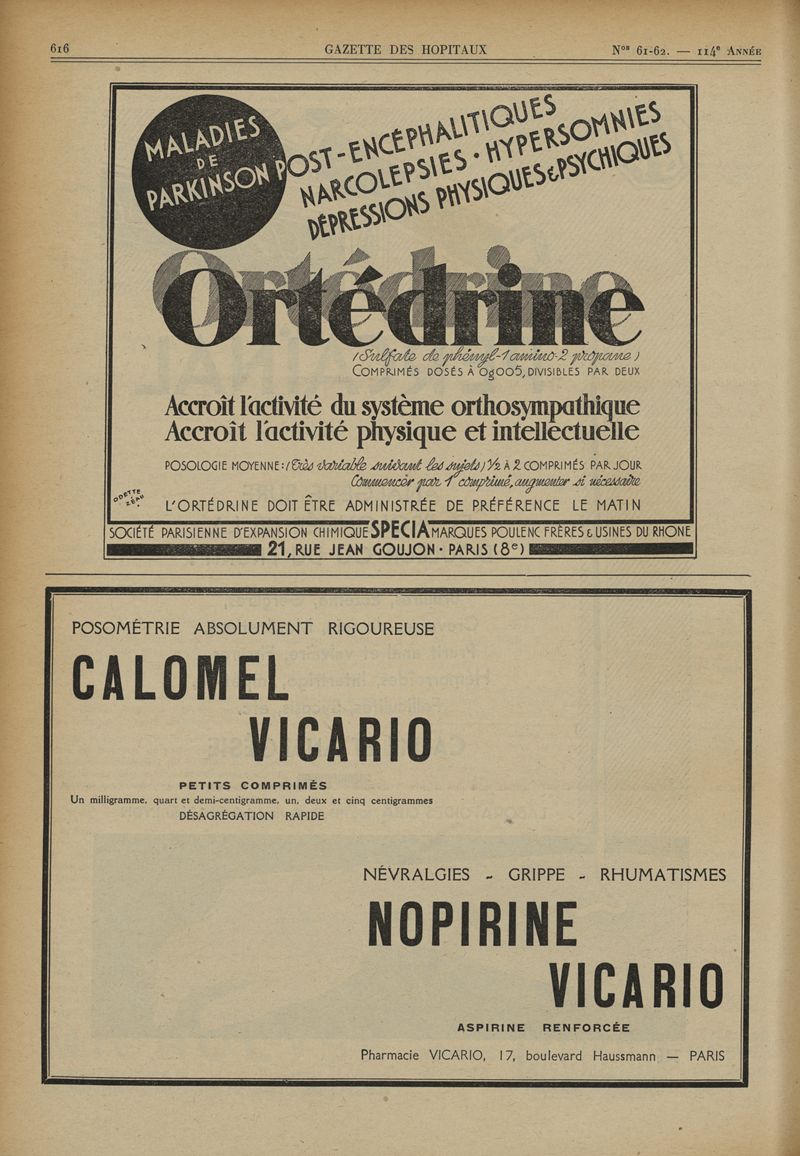 616
GAZETTE DES HOPITAUX
Nos 61-62. — 114e ANNÉE
MALADIES
DE
PARKINSON POST-ENCÉPHALITIQUES
NARCOLEPSIES · HYPERSOMNIES
DÉPRESSIONS PHYSIQUES & PSYCHIQUES
Ortédrine
(Sulfate de phényl-1 amino-2 propane)
COMPRIMÉS DOSÉS À 0g005, DIVISIBLES PAR DEUX
Accroît l'activité du système orthosympathique
Accroît l'activité physique et intellectuelle
POSOLOGIE MOYENNE: (Très variable suivant les sujets) ½ À 2 COMPRIMÉS PAR JOUR
Commencer par 1 comprimé, augmenter si nécessaire
ODETTE
ZÉAU
L'ORTÉDRINE DOIT ÊTRE ADMINISTRÉE DE PRÉFÉRENCE LE MATIN
SOCIÉTÉ PARISIENNE D'EXPANSION CHIMIQUE SPECIA MARQUES POULENC FRÈRES & USINES DU RHONE
21, RUE JEAN GOUJON · PARIS (8e)
POSOMÉTRIE ABSOLUMENT RIGOUREUSE
CALOMEL
VICARIO
PETITS COMPRIMÉS
Un milligramme, quart et demi-centigramme, un, deux et cinq centigrammes
DÉSAGRÉGATION RAPIDE
NÉVRALGIES - GRIPPE - RHUMATISMES
NOPIRINE
VICARIO
ASPIRINE RENFORCÉE
Pharmacie VICARIO, 17, boulevard Haussmann — PARIS